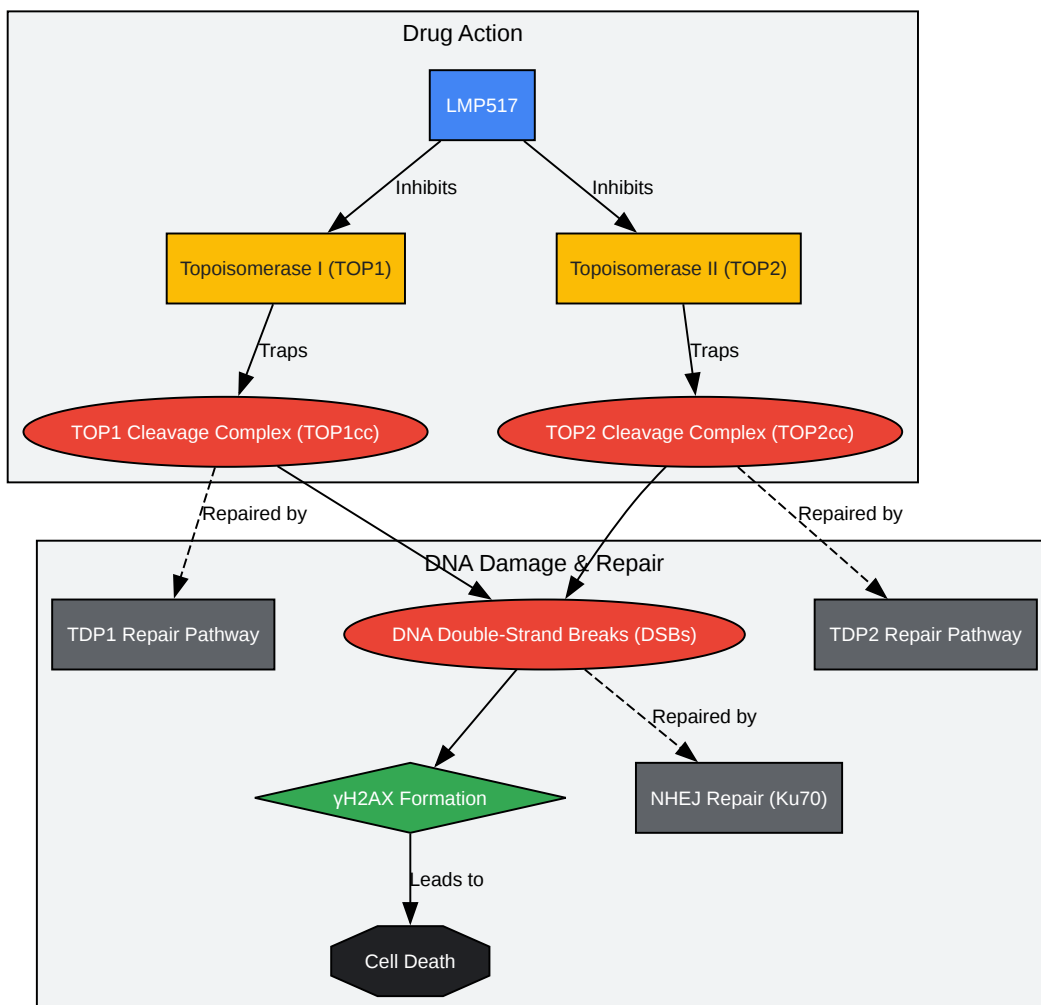 Drug Action
LMP517
Inhibits
Inhibits
Topoisomerase I (TOP1)
Topoisomerase II (TOP2)
Traps
Traps
TOP1 Cleavage Complex (TOP1cc)
TOP2 Cleavage Complex (TOP2cc)
Repaired by
Repaired by
DNA Damage & Repair
TDP1 Repair Pathway
DNA Double-Strand Breaks (DSBs)
TDP2 Repair Pathway
Repaired by
γH2AX Formation
NHEJ Repair (Ku70)
Leads to
Cell Death